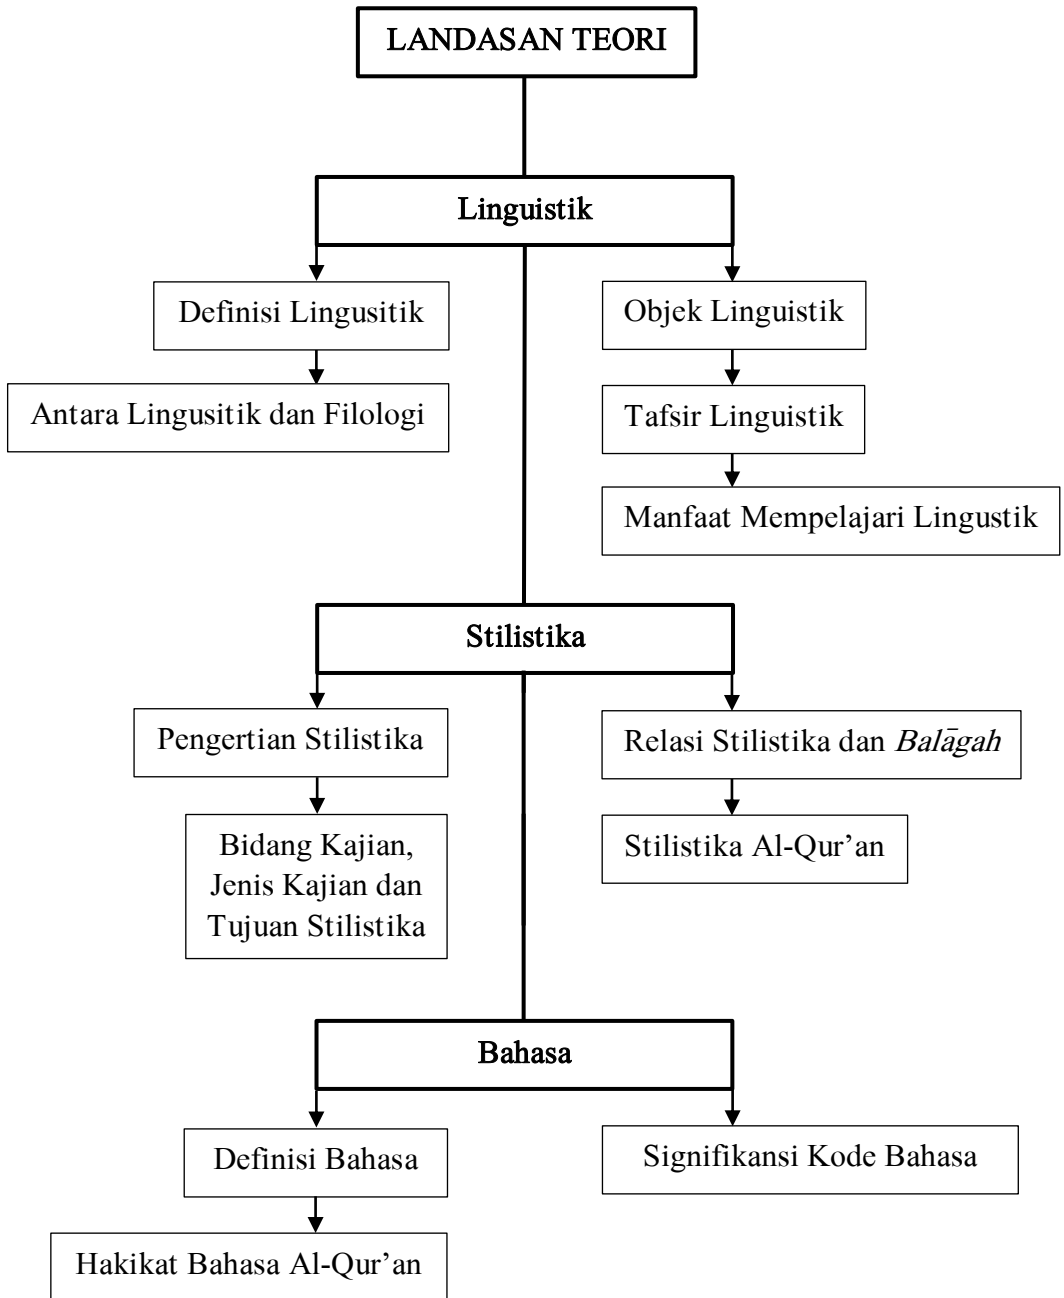 LANDASAN TEORI
Linguistik
Definisi Lingusitik
Antara Lingusitik dan Filologi
Objek Linguistik
Tafsir Linguistik
Manfaat Mempelajari Lingustik
Stilistika
Pengertian Stilistika
Bidang Kajian,
Jenis Kajian dan
Tujuan Stilistika
Relasi Stilistika dan Balāgah
Stilistika Al-Qur’an
Bahasa
Definisi Bahasa
Hakikat Bahasa Al-Qur’an
Signifikansi Kode Bahasa